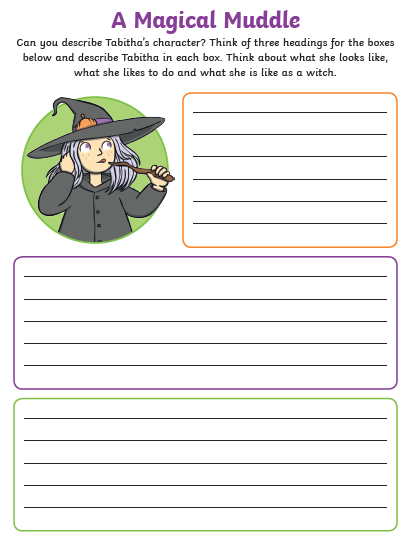 A Magical Muddle
Can you describe Tabitha's character? Think of three headings for the boxes
below and describe Tabitha in each box. Think about what she looks like,
what she likes to do and what she is like as a witch.